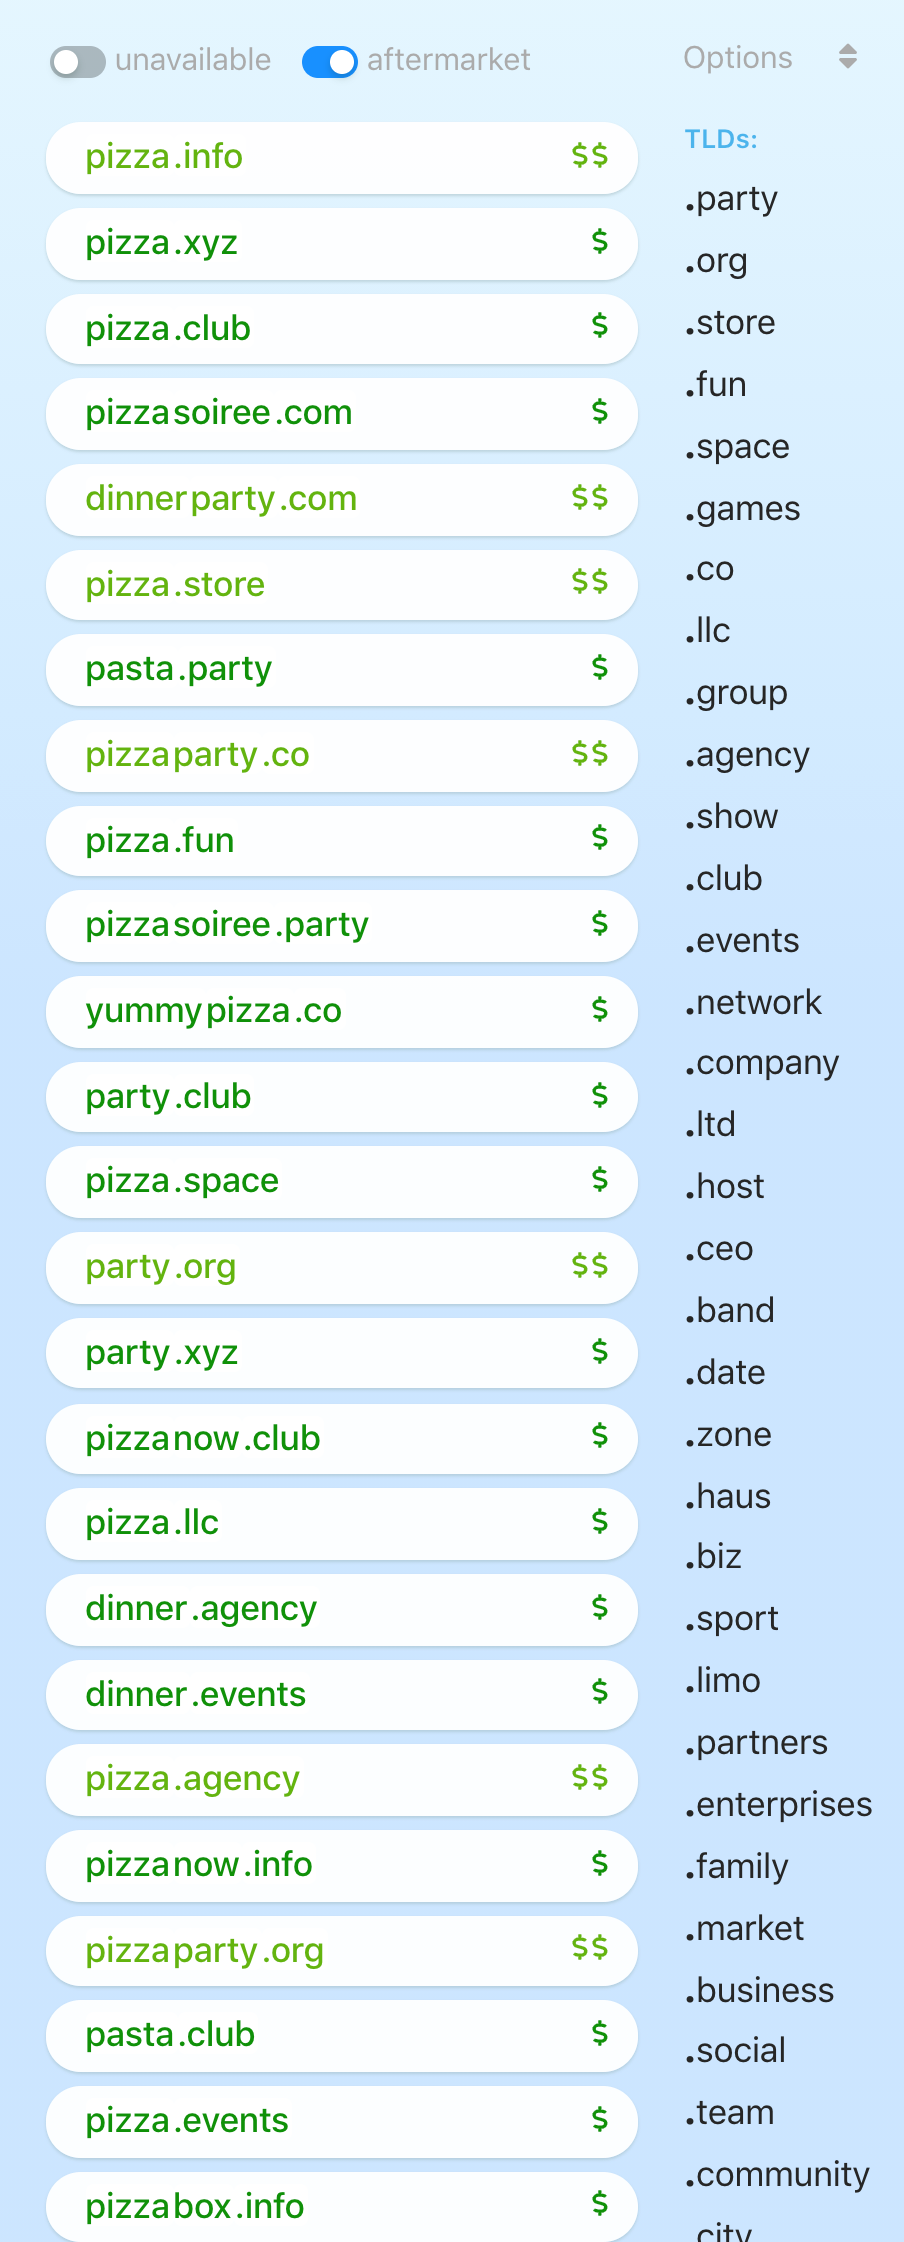 unavailable aftermarket Options
pizza.info $$
pizza.xyz $
pizza.club $
pizzasoiree.com $
dinnerparty.com $$
pizza.store $$
pasta.party $
pizzaparty.co $$
pizza.fun $
pizzasoiree.party $
yummypizza.co $
party.club $
pizza.space $
party.org $$
party.xyz $
pizzanow.club $
pizza.llc $
dinner.agency $
dinner.events $
pizza.agency $$
pizzanow.info $
pizzaparty.org $$
pasta.club $
pizza.events $
pizzabox.info $
TLDs:
.party
.org
.store
.fun
.space
.games
.co
.llc
.group
.agency
.show
.club
.events
.network
.company
.ltd
.host
.ceo
.band
.date
.zone
.haus
.biz
.sport
.limo
.partners
.enterprises
.family
.market
.business
.social
.team
.community
.city